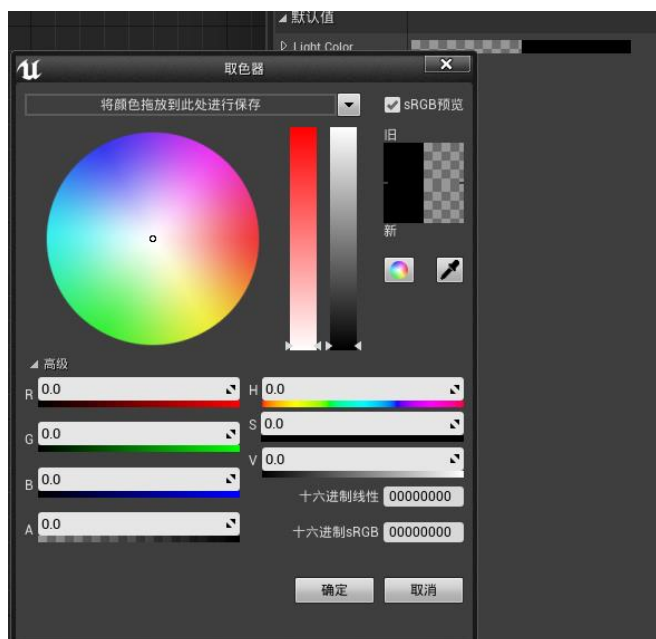 默认值
Light Color
取色器
将颜色拖放到此处进行保存
sRGB预览
旧
新
高级
R 0.0
H 0.0
G 0.0
S 0.0
B 0.0
V 0.0
十六进制线性 00000000
A 0.0
十六进制sRGB 00000000
确定
取消